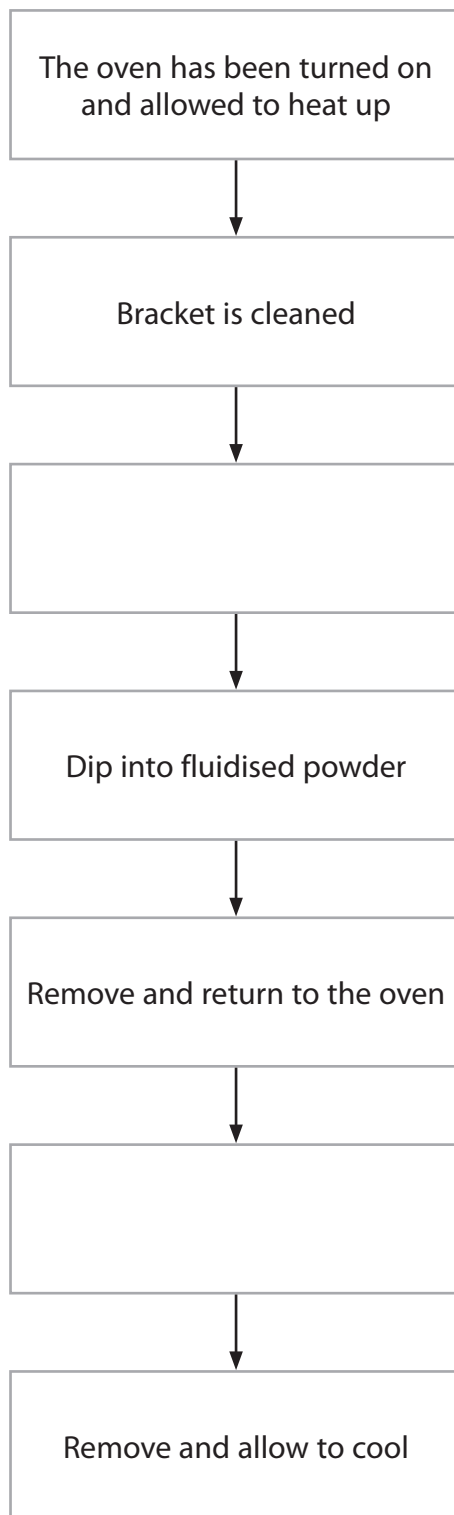 The oven has been turned on
and allowed to heat up
Bracket is cleaned
Dip into fluidised powder
Remove and return to the oven
Remove and allow to cool